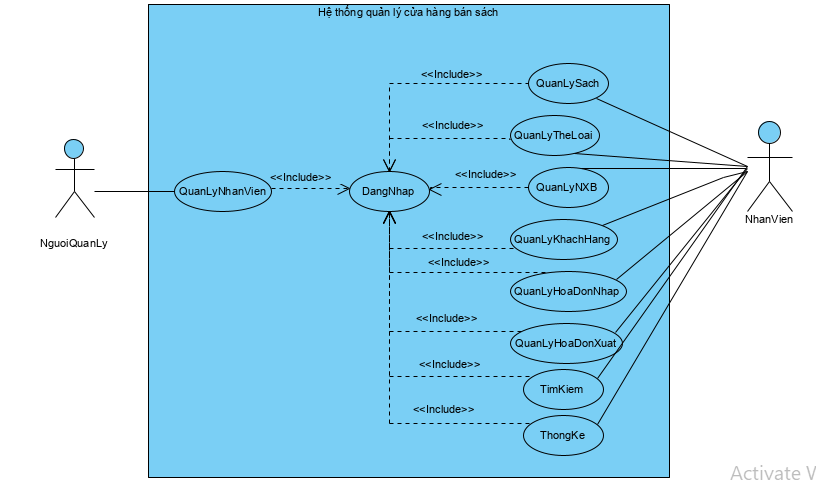 Hệ thống quản lý cửa hàng bán sách
<<Include>>
QuanLySach
<<Include>>
QuanLyTheLoai
QuanLyNhanVien
<<Include>>
DangNhap
<<Include>>
QuanLyNXB
NhanVien
NguoiQuanLy
<<Include>>
QuanLyKhachHang
<<Include>>
QuanLyHoaDonNhap
<<Include>>
QuanLyHoaDonXuat
<<Include>>
TimKiem
<<Include>>
ThongKe
Activate